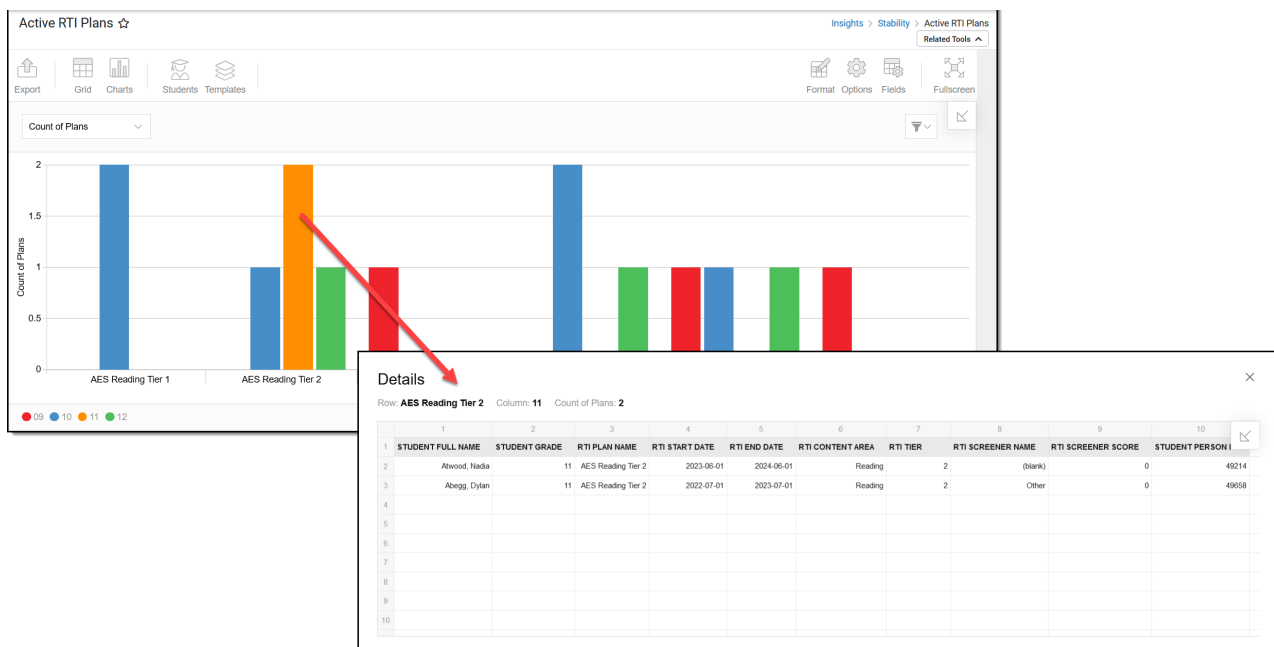 Active RTI Plans
Insights > Stability > Active RTI Plans
Related Tools
Export Grid Charts Students Templates Format Options Fields Fullscreen
Count of Plans
2
1.5
1
0.5
0
Count of Plans
AES Reading Tier 1 AES Reading Tier 2
09 10 11 12
Details
Row: AES Reading Tier 2 Column: 11 Count of Plans: 2
1 2 3 4 5 6 7 8 9 10
1 STUDENT FULL NAME STUDENT GRADE RTI PLAN NAME RTI START DATE RTI END DATE RTI CONTENT AREA RTI TIER RTI SCREENER NAME RTI SCREENER SCORE STUDENT PERSON
2 Atwood, Nadia 11 AES Reading Tier 2 2023-06-01 2024-06-01 Reading 2 (blank) 0 49214
3 Abegg, Dylan 11 AES Reading Tier 2 2022-07-01 2023-07-01 Reading 2 Other 0 49658
4
5
6
7
8
9
10